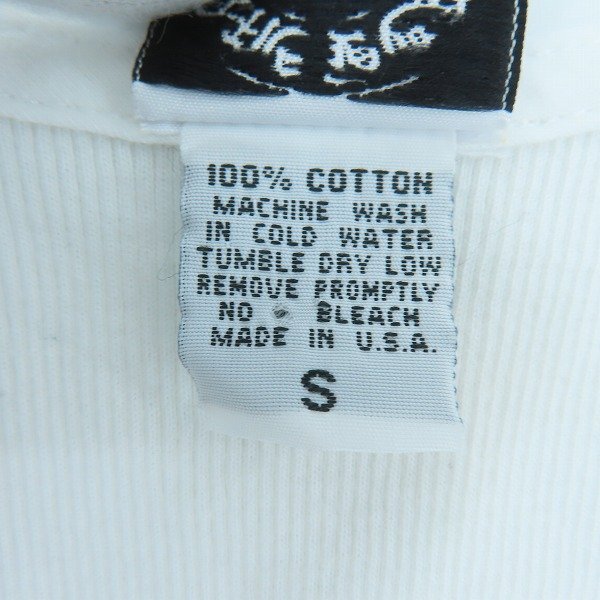 100% COTTON
MACHINE WASH
IN COLD WATER
TUMBLE DRY LOW
REMOVE PROMPTLY
NO BLEACH
MADE IN U.S.A.
S